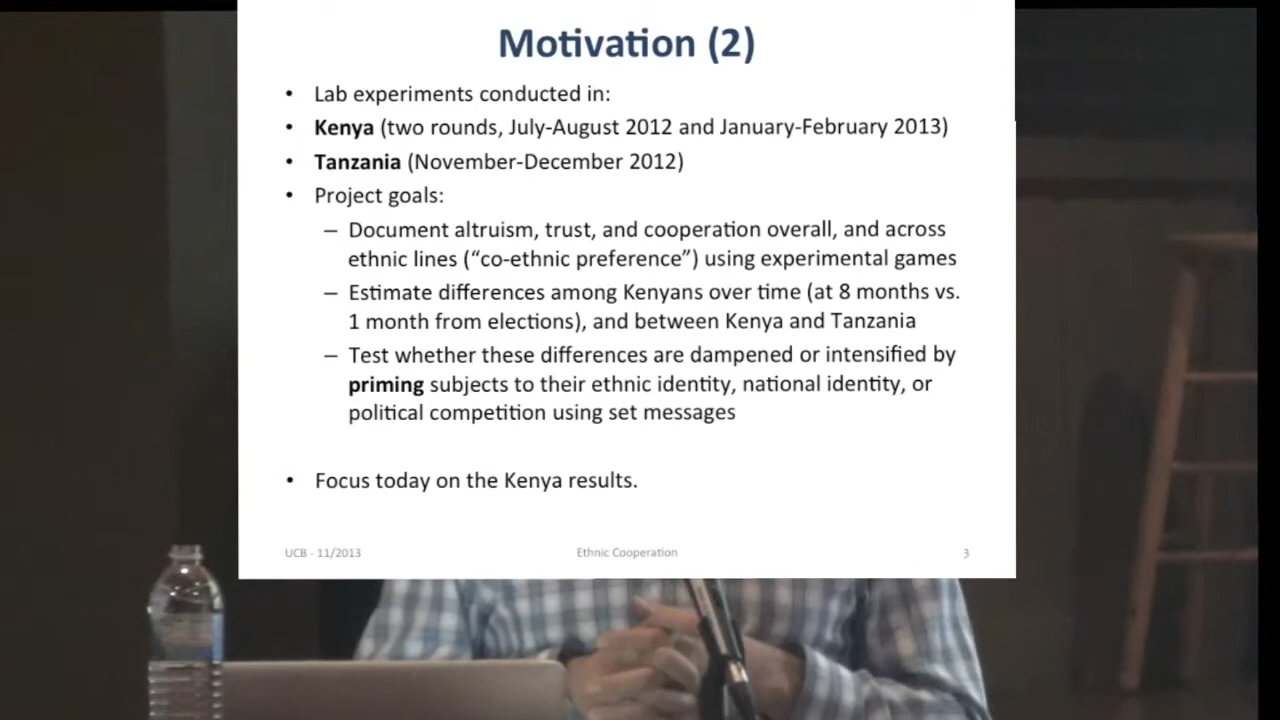 Motivation (2)
• Lab experiments conducted in:
• Kenya (two rounds, July-August 2012 and January-February 2013)
• Tanzania (November-December 2012)
• Project goals:
– Document altruism, trust, and cooperation overall, and across
ethnic lines (“co-ethnic preference”) using experimental games
– Estimate differences among Kenyans over time (at 8 months vs.
1 month from elections), and between Kenya and Tanzania
– Test whether these differences are dampened or intensified by
priming subjects to their ethnic identity, national identity, or
political competition using set messages
• Focus today on the Kenya results.
UCB - 11/2013 Ethnic Cooperation 3